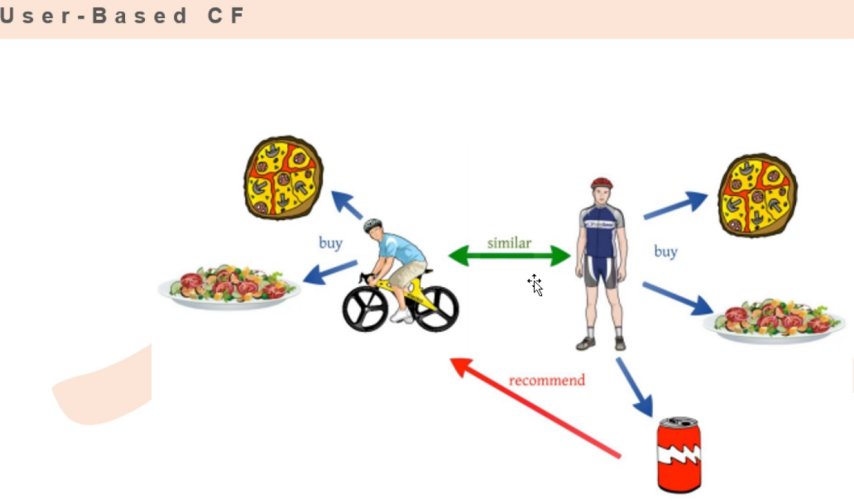 User-Based CF
buy
similar
buy
recommend